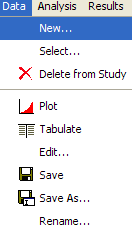 Data Analysis Results
New...
Select...
Delete from Study
Plot
Tabulate
Edit...
Save
Save As...
Rename...